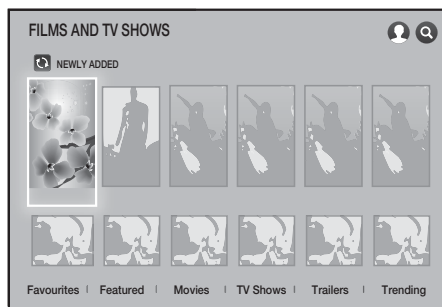 FILMS AND TV SHOWS
NEWLY ADDED
Favourites | Featured | Movies | TV Shows | Trailers | Trending